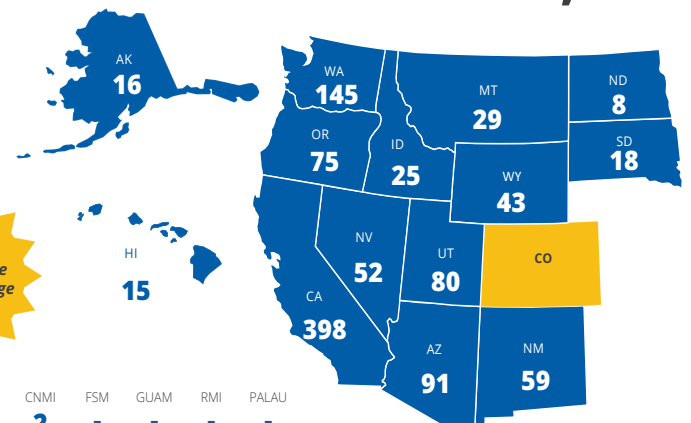 AK
16
WA
145
MT
29
ND
8
OR
75
ID
25
SD
18
WY
43
HI
15
NV
52
UT
80
CO
CA
398
AZ
91
NM
59
CNMI FSM GUAM RMI PALAU